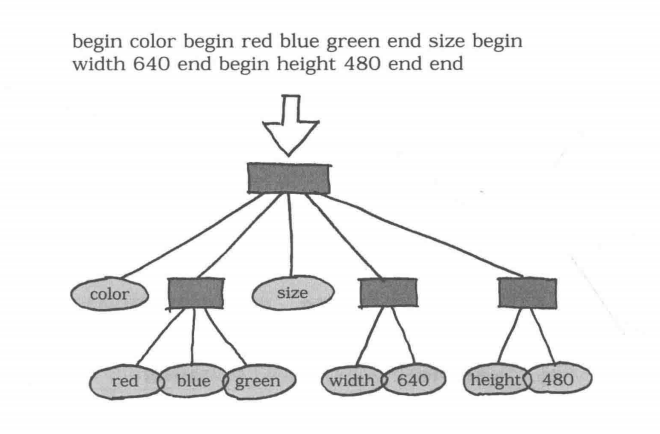 begin color begin red blue green end size begin
width 640 end begin height 480 end end
color
size
red
blue
green
width
640
height
480